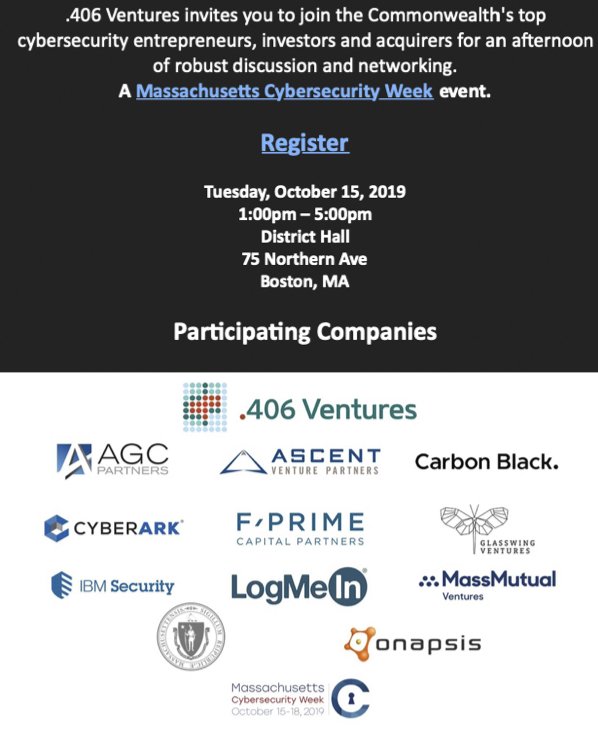 .406 Ventures invites you to join the Commonwealth's top
cybersecurity entrepreneurs, investors and acquirers for an afternoon
of robust discussion and networking.
A Massachusetts Cybersecurity Week event.
Register
Tuesday, October 15, 2019
1:00pm – 5:00pm
District Hall
75 Northern Ave
Boston, MA
Participating Companies
.406 Ventures
AGC
PARTNERS
ASCENT
VENTURE PARTNERS
Carbon Black.
CYBERARK®
F/PRIME
CAPITAL PARTNERS
GLASSWING
VENTURES
IBM Security
LogMeIn®
MassMutual
Ventures
onapsis
Massachusetts
Cybersecurity Week
October 15-18, 2019